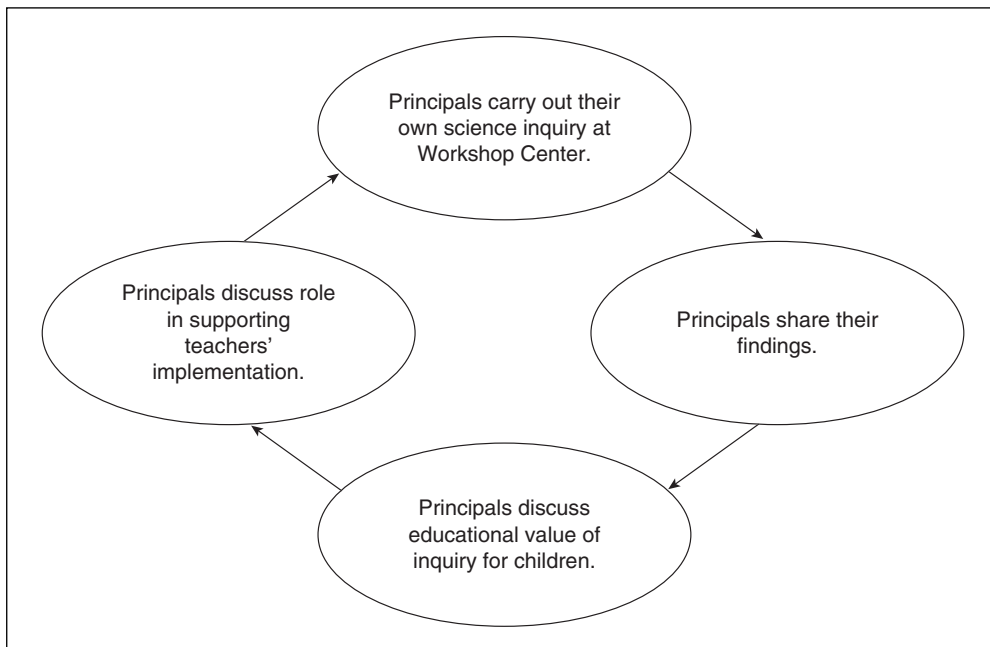 Principals carry out their
own science inquiry at
Workshop Center.
Principals discuss role
in supporting
teachers’
implementation.
Principals share their
findings.
Principals discuss
educational value of
inquiry for children.